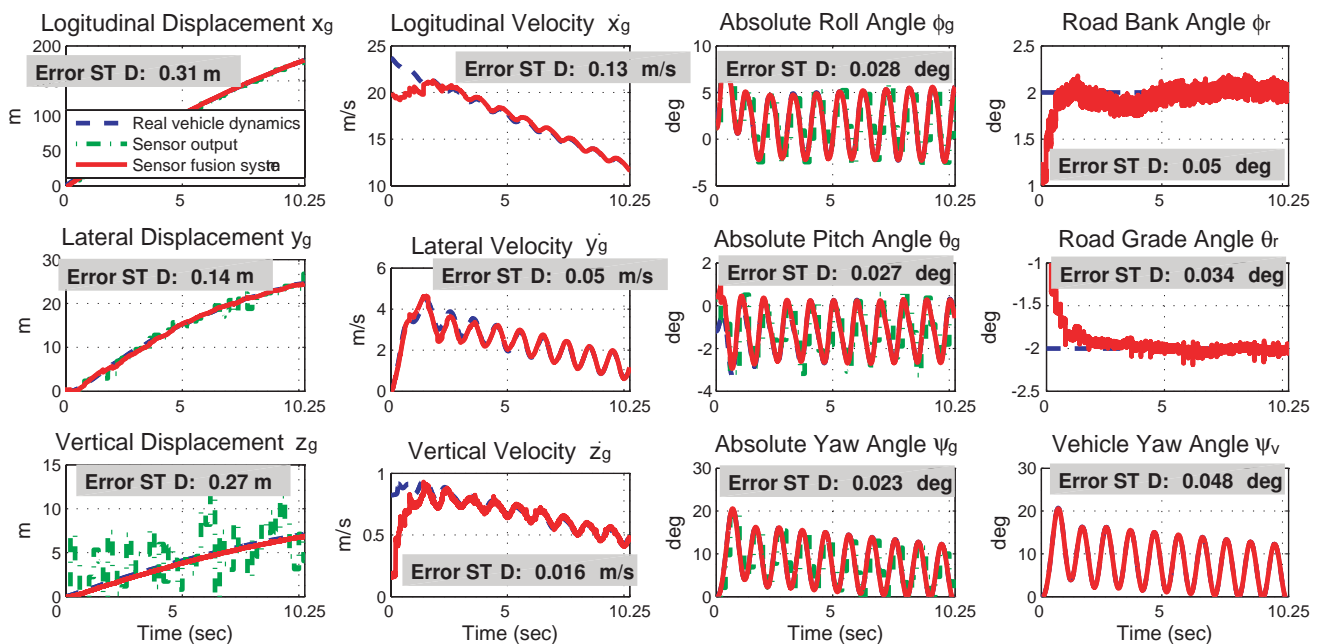 Logitudinal Displacement xg
200
Error ST D: 0.31 m
m
100
50
0
Real vehicle dynamics
Sensor output
Sensor fusion system
0
5
10.25
Longitudinal Velocity ẋg
25
Error ST D: 0.13 m/s
m/s
20
15
10
0
5
10.25
Absolute Roll Angle ϕg
10
Error ST D: 0.028 deg
deg
5
0
-5
0
5
10.25
Road Bank Angle ϕr
2.5
2
deg
1.5
Error ST D: 0.05 deg
1
0
5
10.25
Lateral Displacement yg
30
Error ST D: 0.14 m
m
20
10
0
0
5
10.25
Lateral Velocity ẏg
6
Error ST D: 0.05 m/s
m/s
4
2
0
0
5
10.25
Absolute Pitch Angle θg
2
Error ST D: 0.027 deg
deg
0
-2
-4
0
5
10.25
Road Grade Angle θr
-1
Error ST D: 0.034 deg
deg
-1.5
-2
-2.5
0
5
10.25
Vertical Displacement zg
15
Error ST D: 0.27 m
m
10
5
0
0
5
10.25
Time (sec)
Vertical Velocity żg
1
m/s
0.5
Error ST D: 0.016 m/s
0
0
5
10.25
Time (sec)
Absolute Yaw Angle ψg
30
Error ST D: 0.023 deg
deg
20
10
0
0
5
10.25
Time (sec)
Vehicle Yaw Angle ψv
30
Error ST D: 0.048 deg
deg
20
10
0
0
5
10.25
Time (sec)